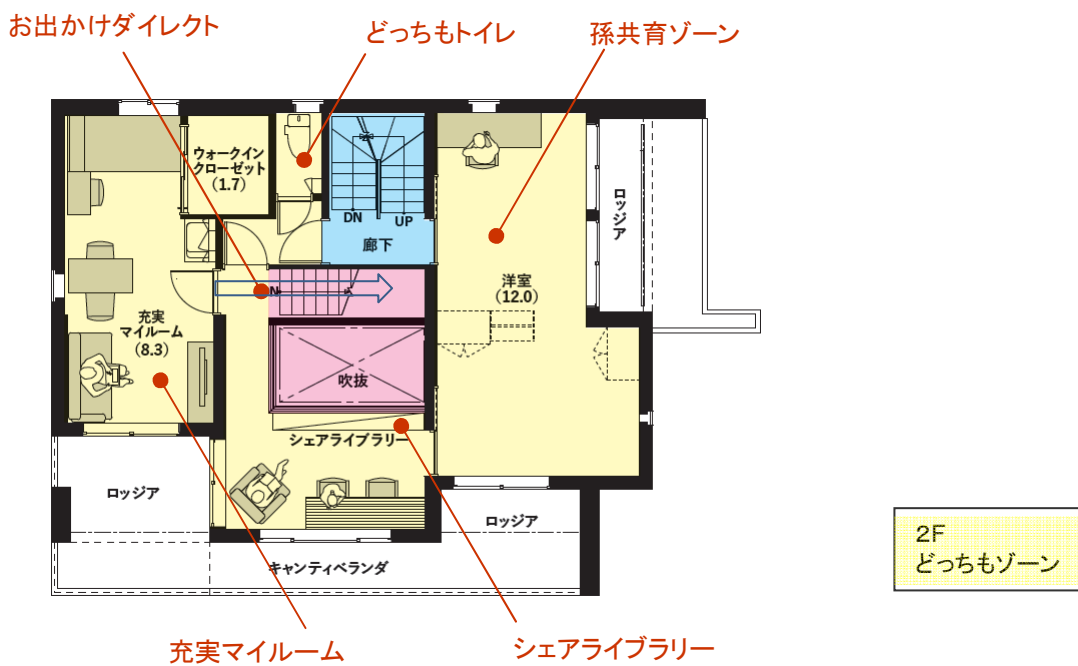 お出かけダイレクト
どっちもトイレ
孫共育ゾーン
ウォークイン
クローゼット
(1.7)
DN
UP
廊下
ロッジア
洋室
(12.0)
充実
マイルーム
(8.3)
吹抜
シェアライブラリー
ロッジア
ロッジア
キャンティベランダ
2F
どっちもゾーン
充実マイルーム
シェアライブラリー